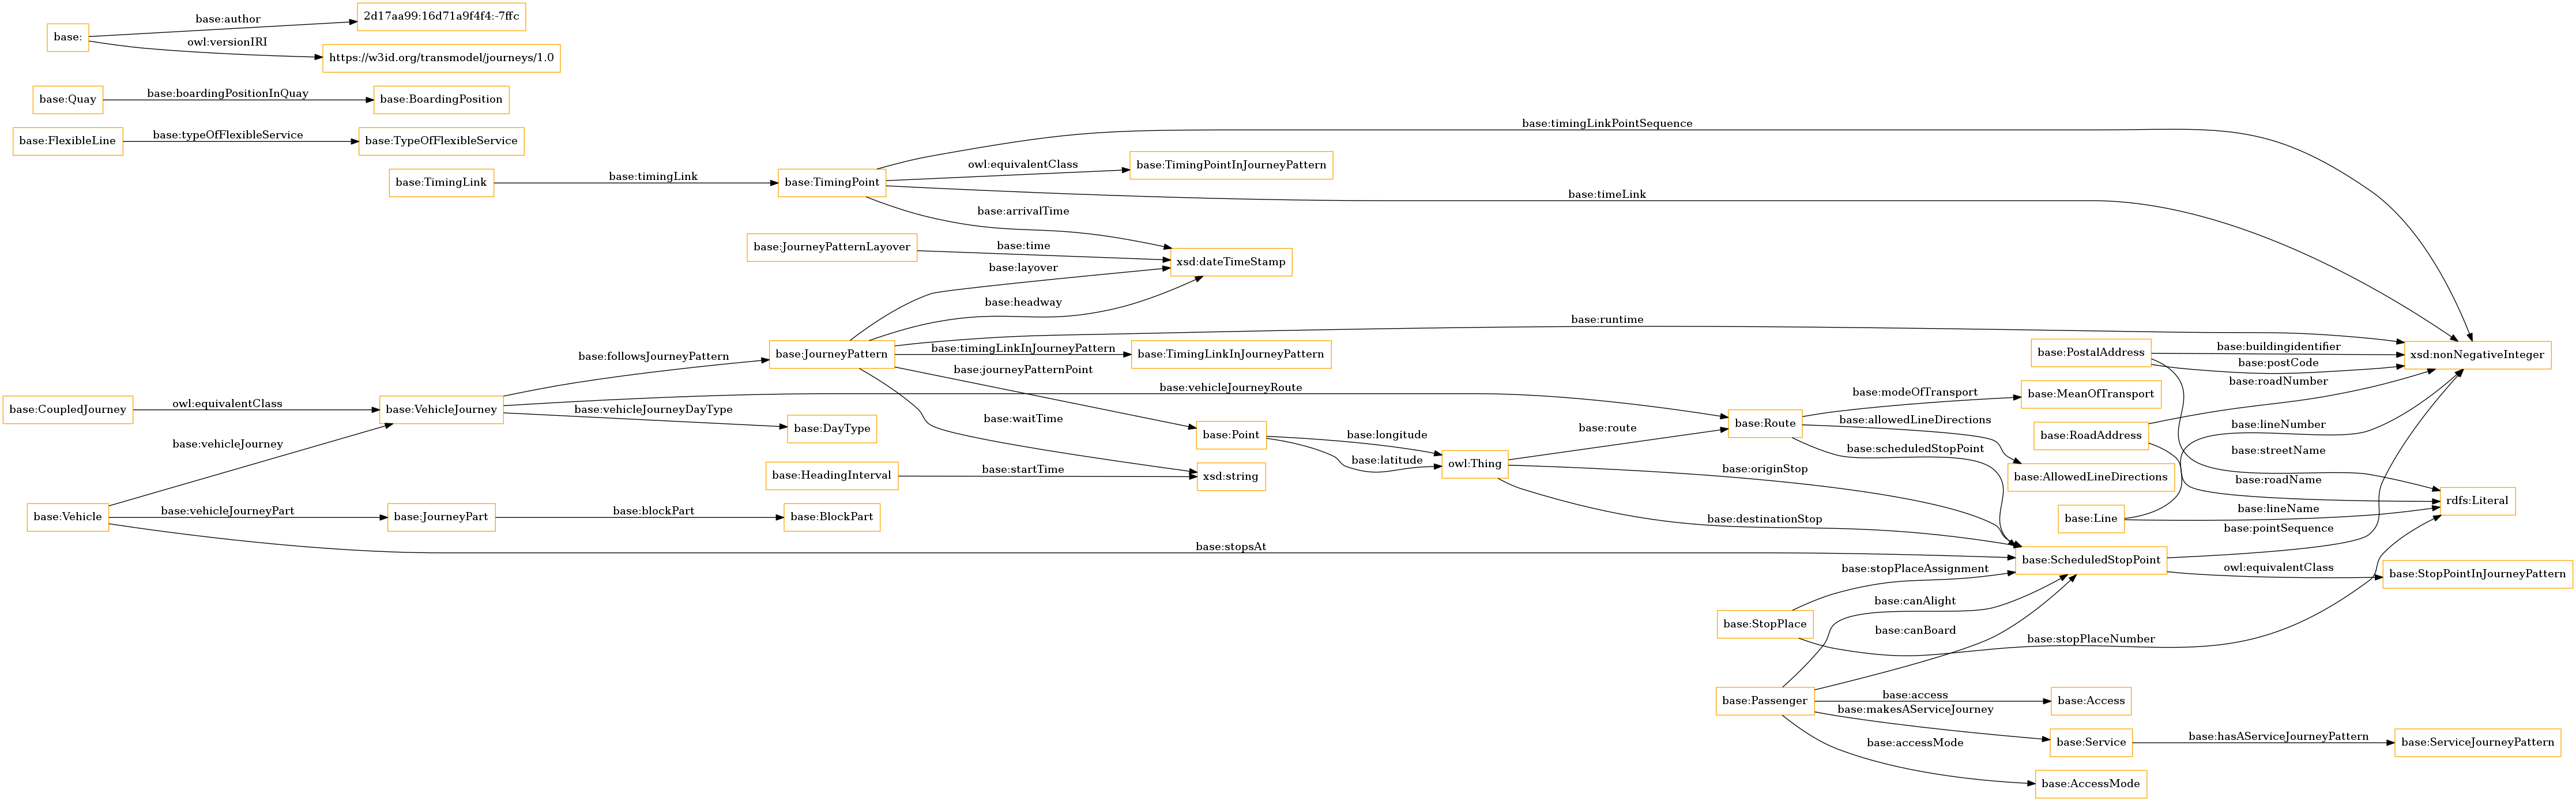 base:author
2d17aa99:16d71a9f4f4:-7ffc
base:
owl:versionIRI
https://w3id.org/transmodel/journeys/1.0
base:Quay
base:boardingPositionInQuay
base:BoardingPosition
base:timingLinkPointSequence
base:FlexibleLine
base:typeOfFlexibleService
base:TypeOfFlexibleService
owl:equivalentClass
base:TimingPointInJourneyPattern
base:TimingLink
base:timingLink
base:TimingPoint
base:timeLink
base:arrivalTime
base:JourneyPatternLayover
base:time
xsd:dateTimeStamp
base:layover
base:headway
base:runtime
base:followsJourneyPattern
base:JourneyPattern
base:timingLinkInJourneyPattern
base:TimingLinkInJourneyPattern
base:PostalAddress
base:buildingidentifier
xsd:nonNegativeInteger
base:postCode
base:journeyPatternPoint
base:roadNumber
base:vehicleJourneyRoute
base:modeOfTransport
base:MeanOfTransport
base:CoupledJourney
owl:equivalentClass
base:VehicleJourney
base:vehicleJourneyDayType
base:DayType
base:waitTime
base:Route
base:allowedLineDirections
base:lineNumber
base:Point
base:longitude
base:route
base:RoadAddress
base:vehicleJourney
base:scheduledStopPoint
base:streetName
base:latitude
owl:Thing
base:HeadingInterval
base:startTime
xsd:string
base:originStop
base:AllowedLineDirections
base:roadName
rdfs:Literal
base:Vehicle
base:vehicleJourneyPart
base:JourneyPart
base:blockPart
base:BlockPart
base:destinationStop
base:Line
base:lineName
base:pointSequence
base:stopsAt
base:ScheduledStopPoint
base:stopPlaceAssignment
owl:equivalentClass
base:StopPointInJourneyPattern
base:canAlight
base:StopPlace
base:canBoard
base:stopPlaceNumber
base:Passenger
base:access
base:Access
base:makesAServiceJourney
base:Service
base:hasAServiceJourneyPattern
base:ServiceJourneyPattern
base:accessMode
base:AccessMode